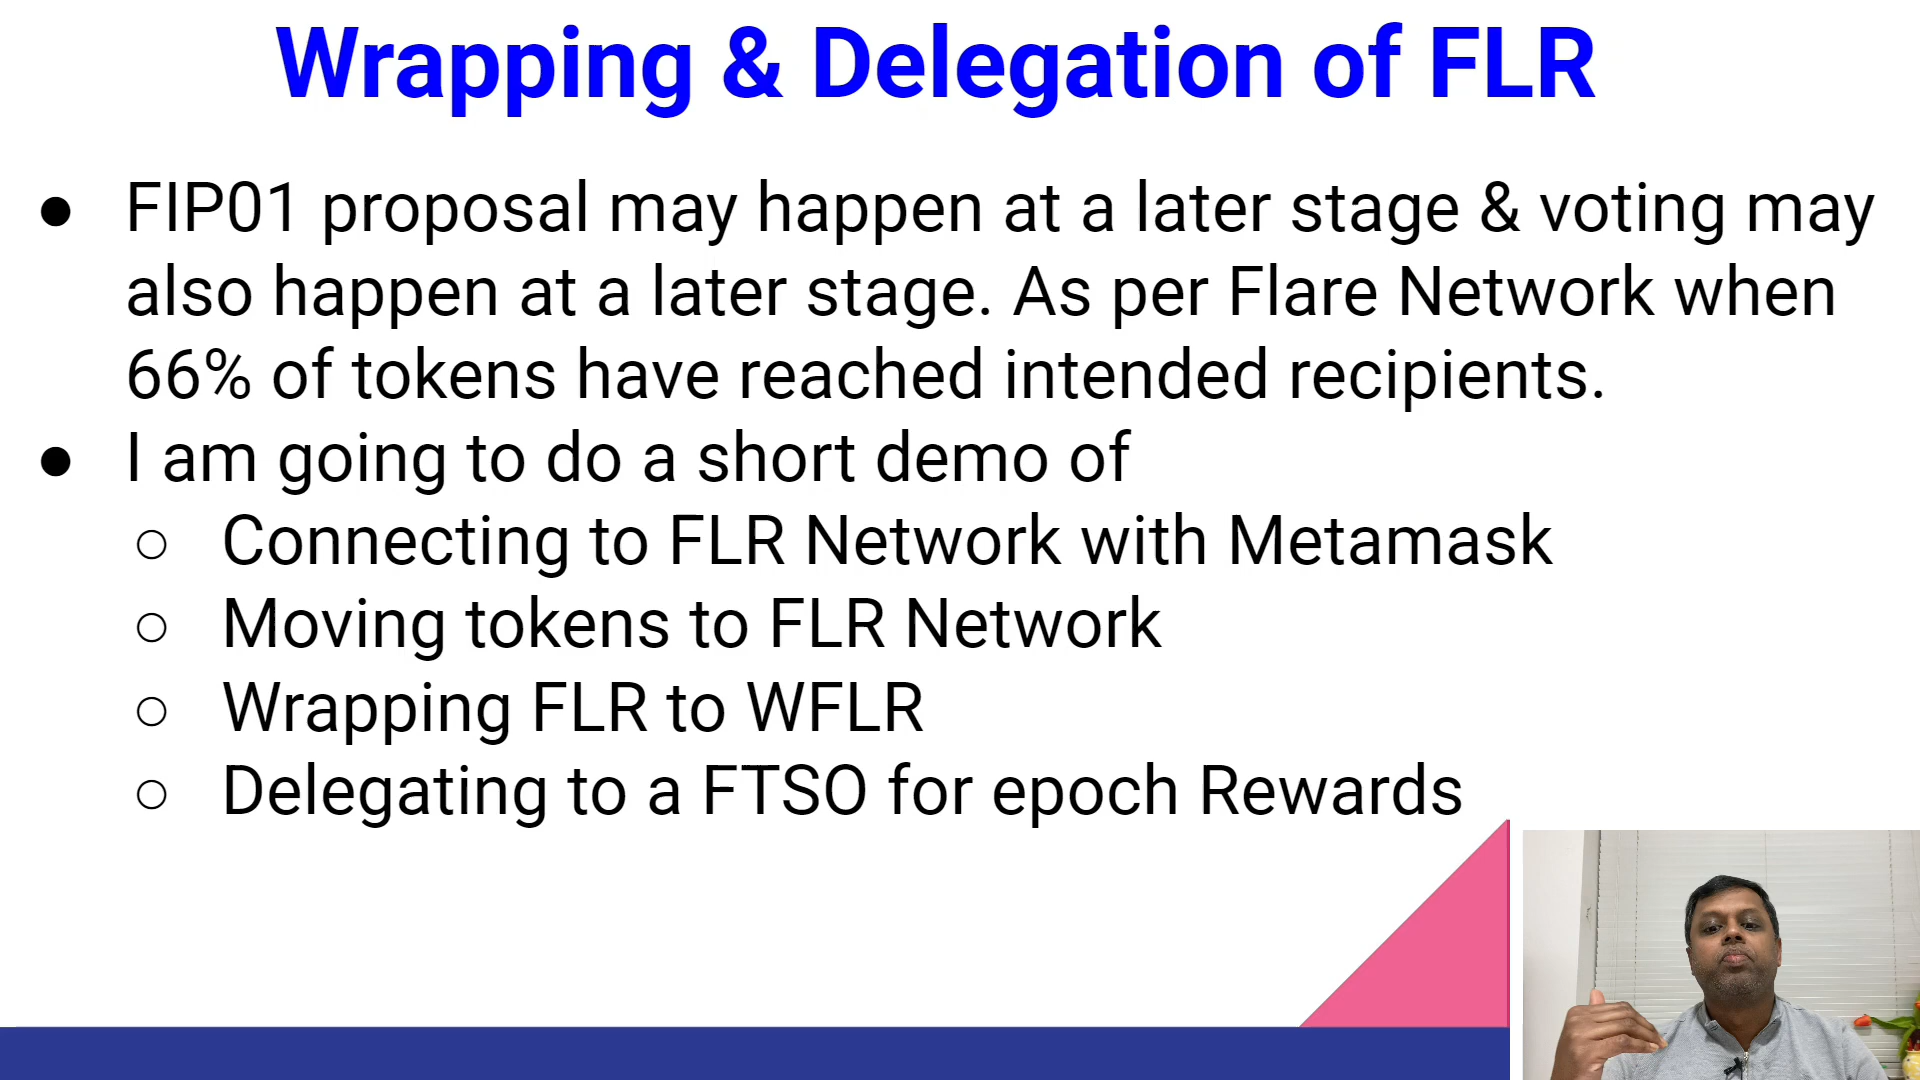 Wrapping & Delegation of FLR
● FIP01 proposal may happen at a later stage & voting may
also happen at a later stage. As per Flare Network when
66% of tokens have reached intended recipients.
● I am going to do a short demo of
○ Connecting to FLR Network with Metamask
○ Moving tokens to FLR Network
○ Wrapping FLR to WFLR
○ Delegating to a FTSO for epoch Rewards